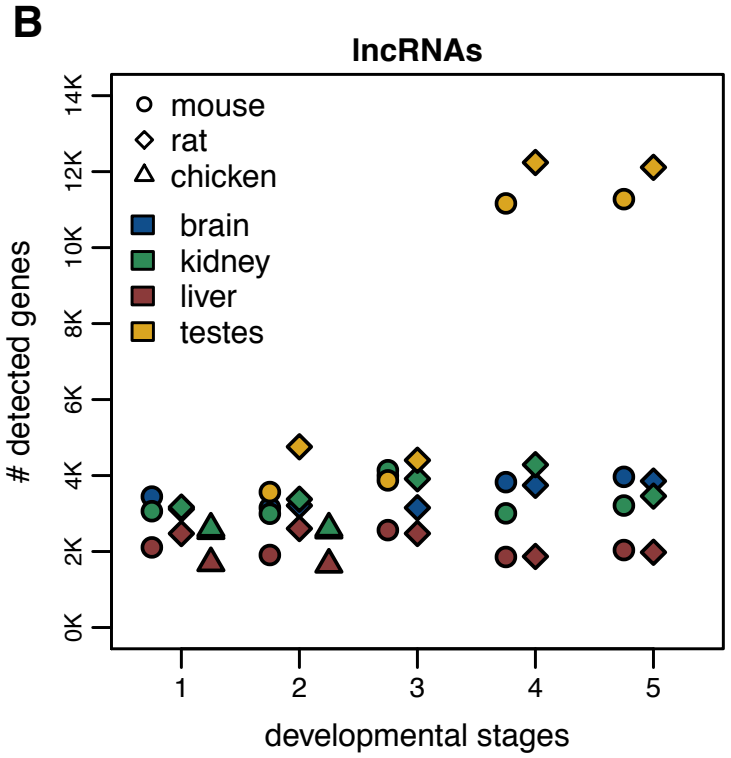 B
lncRNAs
mouse
rat
chicken
brain
kidney
liver
testes
# detected genes
14K
12K
10K
8K
6K
4K
2K
0K
1 2 3 4 5
developmental stages